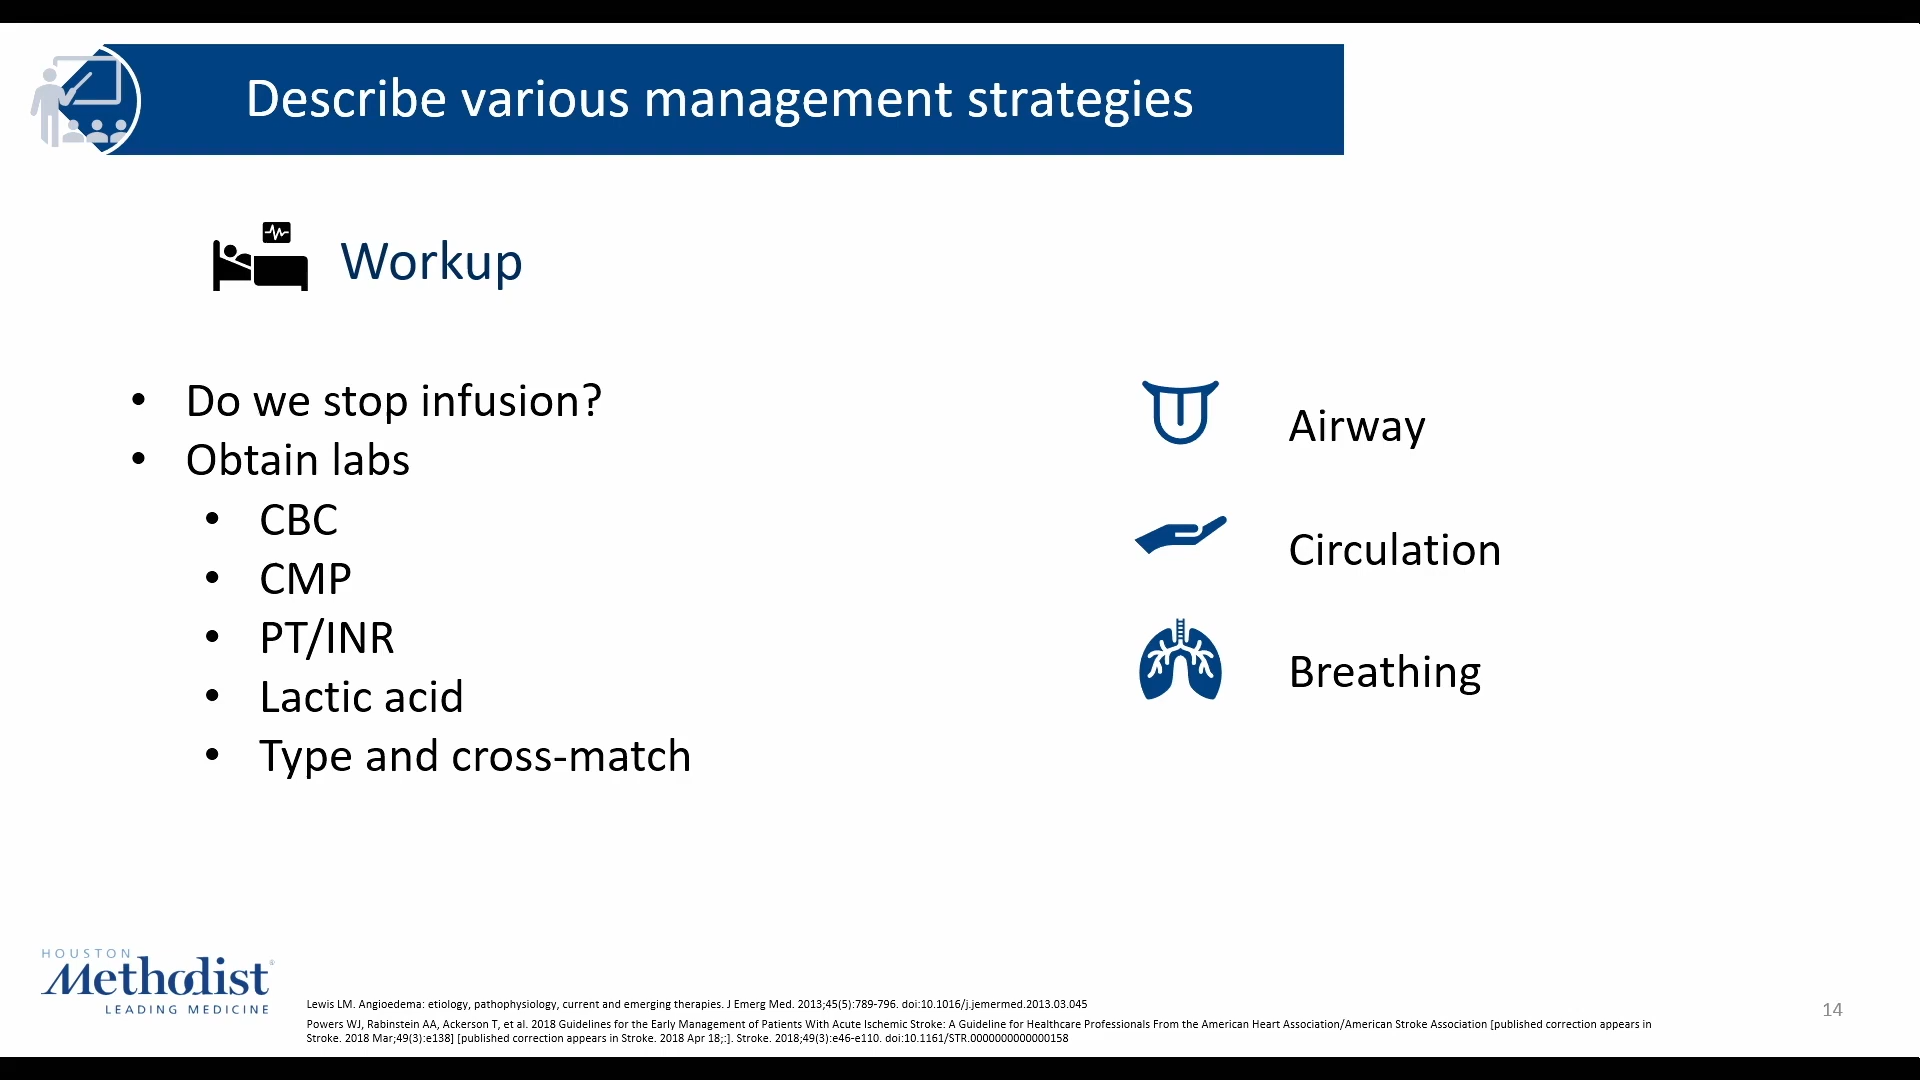 Describe various management strategies
Workup
• Do we stop infusion?
• Obtain labs
• CBC
• CMP
• PT/INR
• Lactic acid
• Type and cross-match
Airway
Circulation
Breathing
HOUSTON
Methodist®
LEADING MEDICINE
Lewis LM. Angioedema: etiology, pathophysiology, current and emerging therapies. J Emerg Med. 2013;45(5):789-796. doi:10.1016/j.jemermed.2013.03.045
Powers WJ, Rabinstein AA, Ackerson T, et al. 2018 Guidelines for the Early Management of Patients With Acute Ischemic Stroke: A Guideline for Healthcare Professionals From the American Heart Association/American Stroke Association [published correction appears in
Stroke. 2018 Mar;49(3):e138] [published correction appears in Stroke. 2018 Apr 18;:]. Stroke. 2018;49(3):e46-e110. doi:10.1161/STR.0000000000000158
14